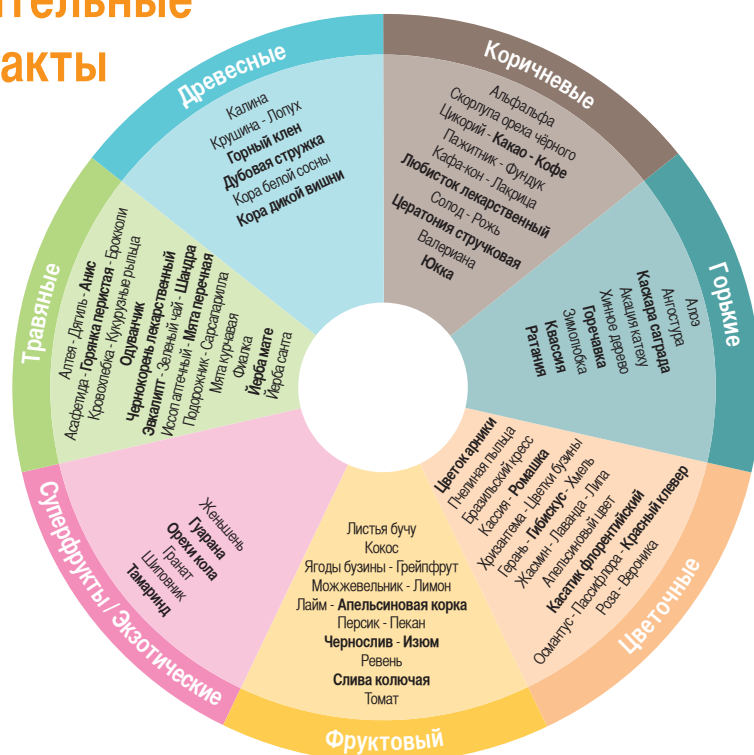 тельные
акты
Древесные
Калина
Крушина - Лопух
Горный клен
Дубовая стружка
Кора белой сосны
Кора дикой вишни
Коричневые
Альфальфа
Скорлупа ореха чёрного
Цикорий - Какао - Кофе
Пажитник - Фундук
Кафа-кон - Лакрица
Любисток лекарственный
Солод - Рожь
Цератония стручковая
Валериана
Юкка
Горькие
Алоэ
Ангостура
Каскара саграда
Акация катеху
Хинное дерево
Горечавка
Зимолюбка
Квассия
Ратания
Цветочные
Цветок арники
Пчелиная пыльца
Бразильский кресс
Кассия - Ромашка
Хризантема - Цветки бузины
Герань - Гибискус - Хмель
Жасмин - Лаванда - Липа
Апельсиновый цвет
Касатик флорентийский
Османтус - Пассифлора - Красный клевер
Роза - Вероника
Фруктовый
Листья бучу
Кокос
Ягоды бузины - Грейпфрут
Можжевельник - Лимон
Лайм - Апельсиновая корка
Персик - Пекан
Чернослив - Изюм
Ревень
Слива колючая
Томат
Суперфрукты / Экзотические
Женьшень
Гуарана
Орехи кола
Гранат
Шиповник
Тамаринд
Травяные
Алтея - Дягиль - Анис
Асафетида - Горянка перистая - Брокколи
Кровохлебка - Кукурузные рыльца
Одуванчик
Чернокорень лекарственный
Эвкалипт - Зеленый чай - Шандра
Иссоп аптечный - Мята перечная
Подорожник - Сарсапарилла
Мята курчавая
Фиалка
Йерба мате
Йерба санта